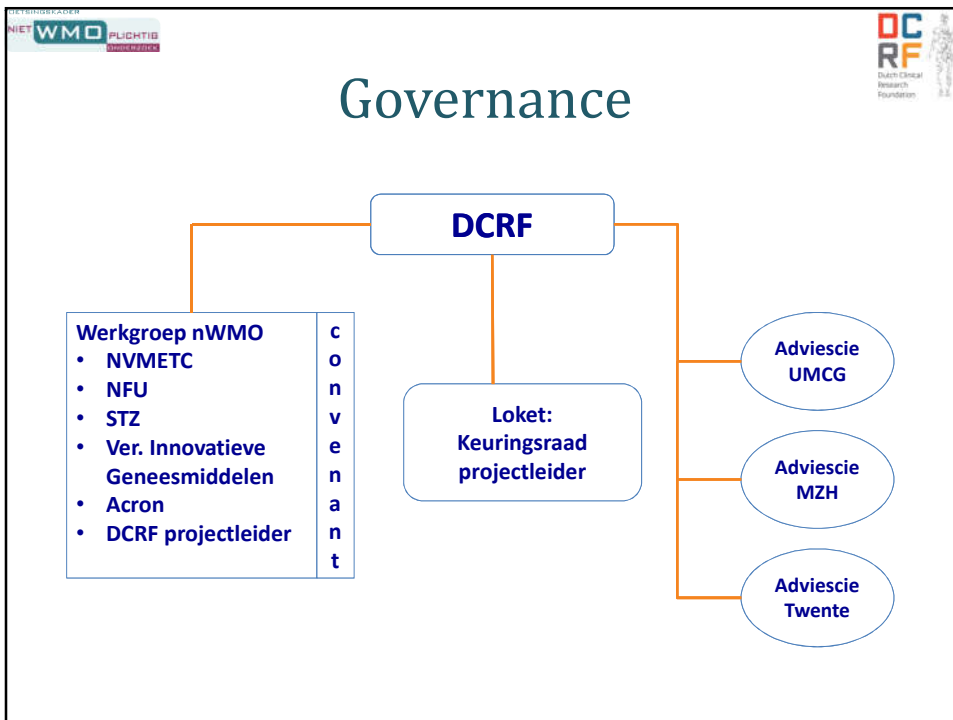 NIET WMO PLICHTIG
ONDERZOEK
DC
RF
Dutch Clinical
Research
Foundation
Governance
DCRF
Werkgroep nWMO
• NVMETC
• NFU
• STZ
• Ver. Innovatieve
Geneesmiddelen
• Acron
• DCRF projectleider
c
o
n
v
e
n
a
n
t
Loket:
Keuringsraad
projectleider
Adviescie
UMCG
Adviescie
MZH
Adviescie
Twente